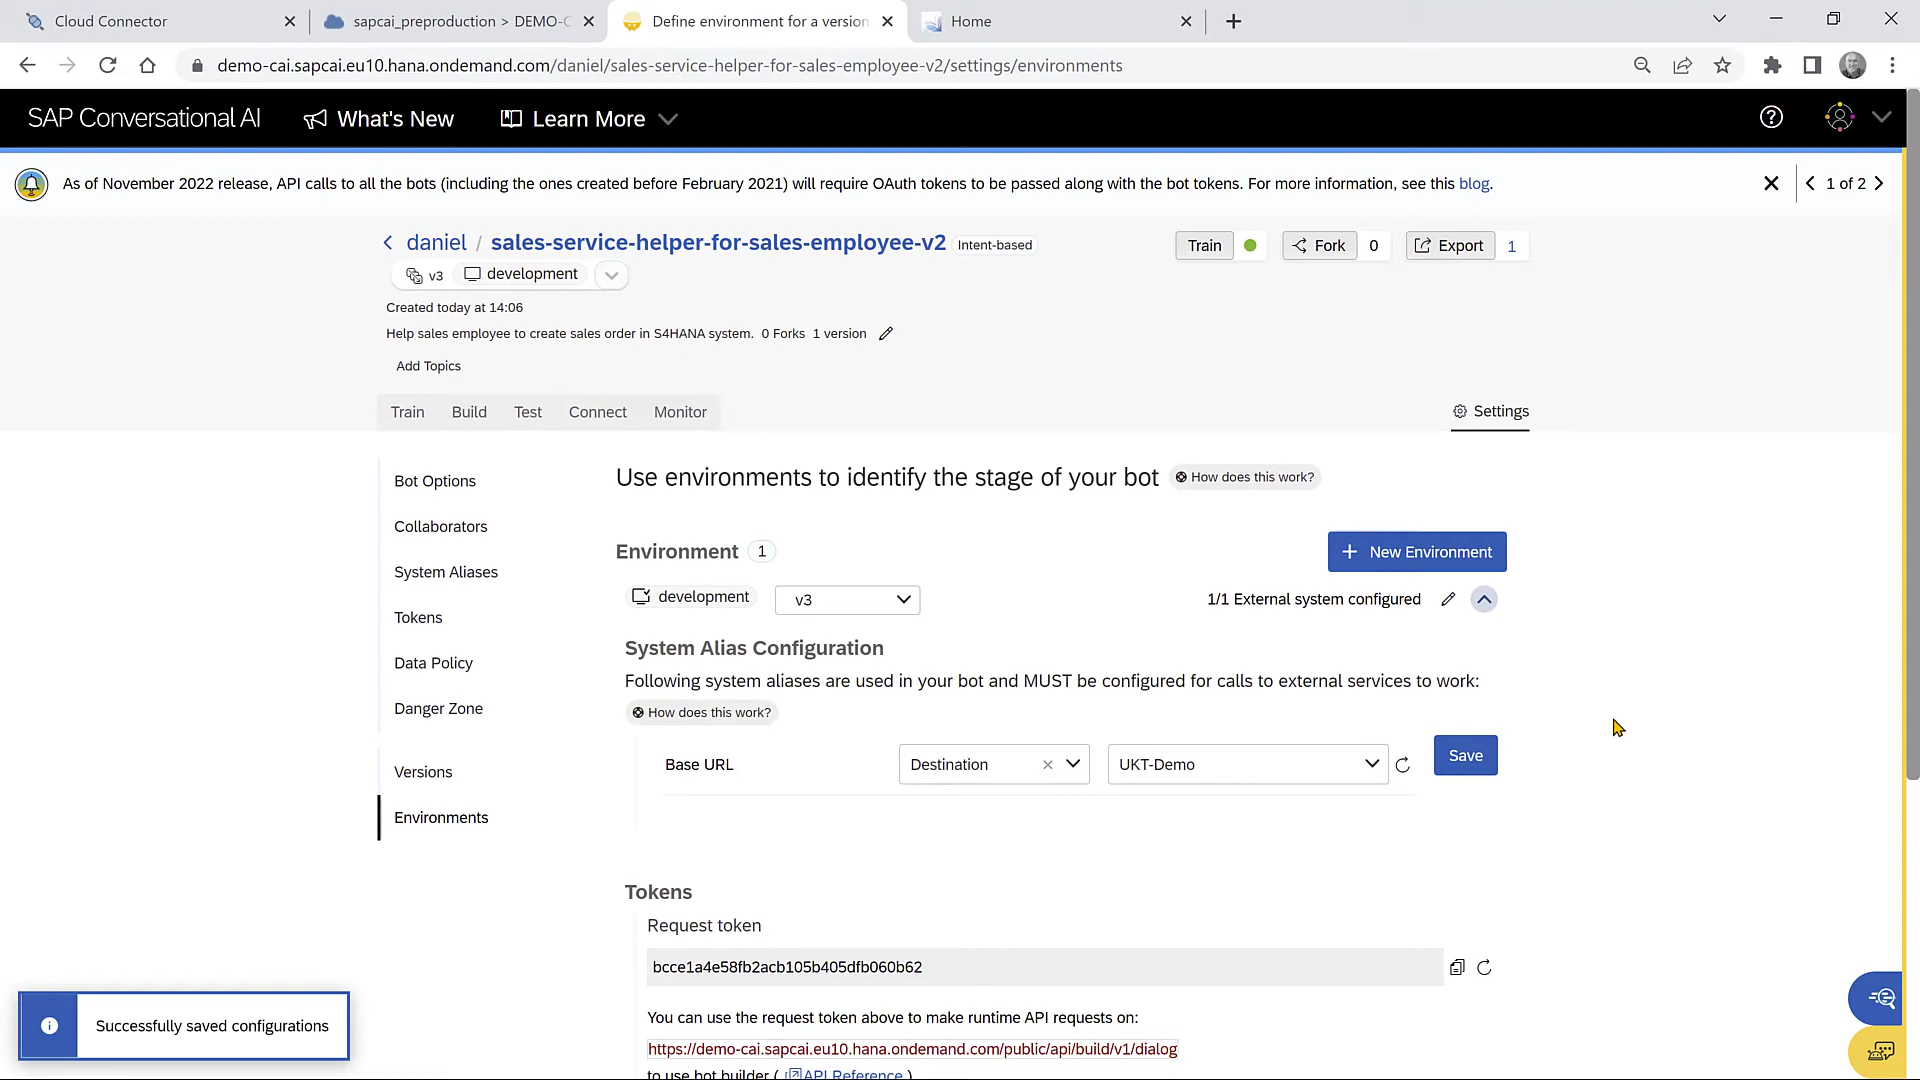 Cloud Connector
sapcai_preproduction > DEMO-C
Define environment for a version
Home
demo-cai.sapcai.eu10.hana.ondemand.com/daniel/sales-service-helper-for-sales-employee-v2/settings/environments
SAP Conversational AI
What's New
Learn More
As of November 2022 release, API calls to all the bots (including the ones created before February 2021) will require OAuth tokens to be passed along with the bot tokens. For more information, see this blog.
1 of 2
daniel / sales-service-helper-for-sales-employee-v2
Intent-based
Train
Fork 0
Export 1
v3
development
Created today at 14:06
Help sales employee to create sales order in S4HANA system. 0 Forks 1 version
Add Topics
Train
Build
Test
Connect
Monitor
Settings
Bot Options
Collaborators
System Aliases
Tokens
Data Policy
Danger Zone
Versions
Environments
Use environments to identify the stage of your bot
How does this work?
Environment 1
New Environment
development
v3
1/1 External system configured
System Alias Configuration
Following system aliases are used in your bot and MUST be configured for calls to external services to work:
How does this work?
Base URL
Destination
UKT-Demo
Save
Tokens
Request token
bcce1a4e58fb2acb105b405dfb060b62
You can use the request token above to make runtime API requests on:
https://demo-cai.sapcai.eu10.hana.ondemand.com/public/api/build/v1/dialog
to use bot builder ( API Reference )
Successfully saved configurations